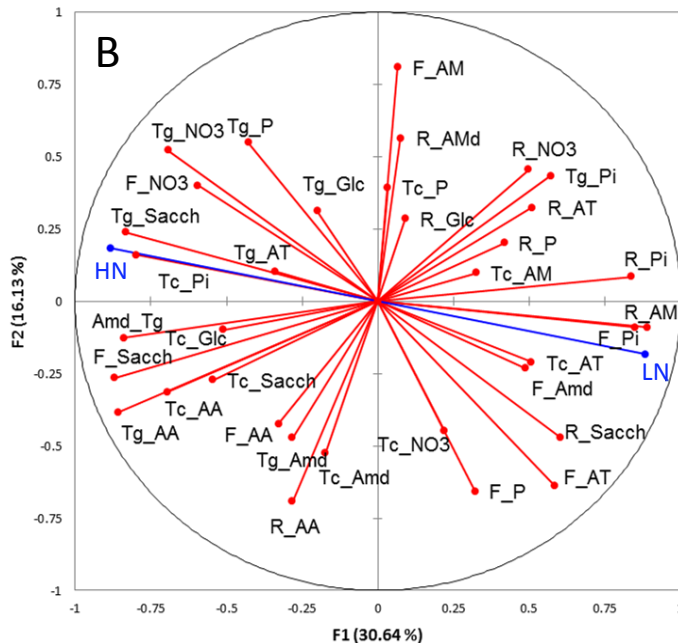 B
1
0.75
0.5
0.25
0
-0.25
-0.5
-0.75
-1
F2 (16.13 %)
F_AM
Tg_NO3
Tg_P
R_AMd
R_NO3
F_NO3
Tg_Glc
Tc_P
Tg_Pi
Tg_Sacch
R_Glc
R_AT
Tg_AT
R_P
HN
Tc_Pi
Tc_AM
R_Pi
Amd_Tg
R_AM
Tc_Glc
F_Pi
F_Sacch
Tc_AT
LN
Tc_Sacch
F_Amd
Tc_AA
Tg_AA
F_AA
R_Sacch
Tg_Amd
Tc_NO3
Tc_Amd
F_AT
F_P
R_AA
-1 -0.75 -0.5 -0.25 0 0.25 0.5 0.75 1
F1 (30.64 %)